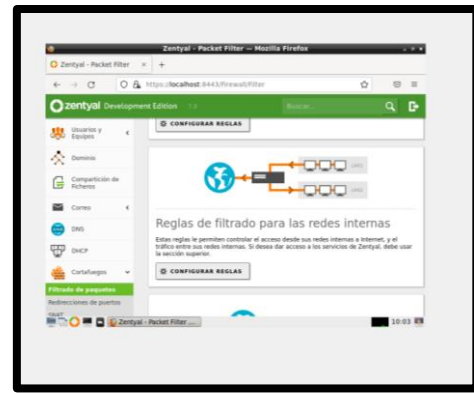 Zentyal - Packet Filter — Mozilla Firefox
Zentyal - Packet Filter × +
https://localhost:8443/Firewall/Filter
zentyal Development Edition 7.0 Buscar...
CONFIGURAR REGLAS
Usuarios y
Equipos
Dominio
Compartición de
Ficheros
Correo
DNS
DHCP
Cortafuegos
Filtrado de paquetes
Redirecciones de puertos
SNAT
Reglas de filtrado para las redes internas
Estas reglas le permiten controlar el acceso desde sus redes internas a Internet, y el
tráfico entre sus redes internas. Si desea dar acceso a los servicios de Zentyal, debe usar
la sección superior.
CONFIGURAR REGLAS
Zentyal - Packet Filter ...
10:03